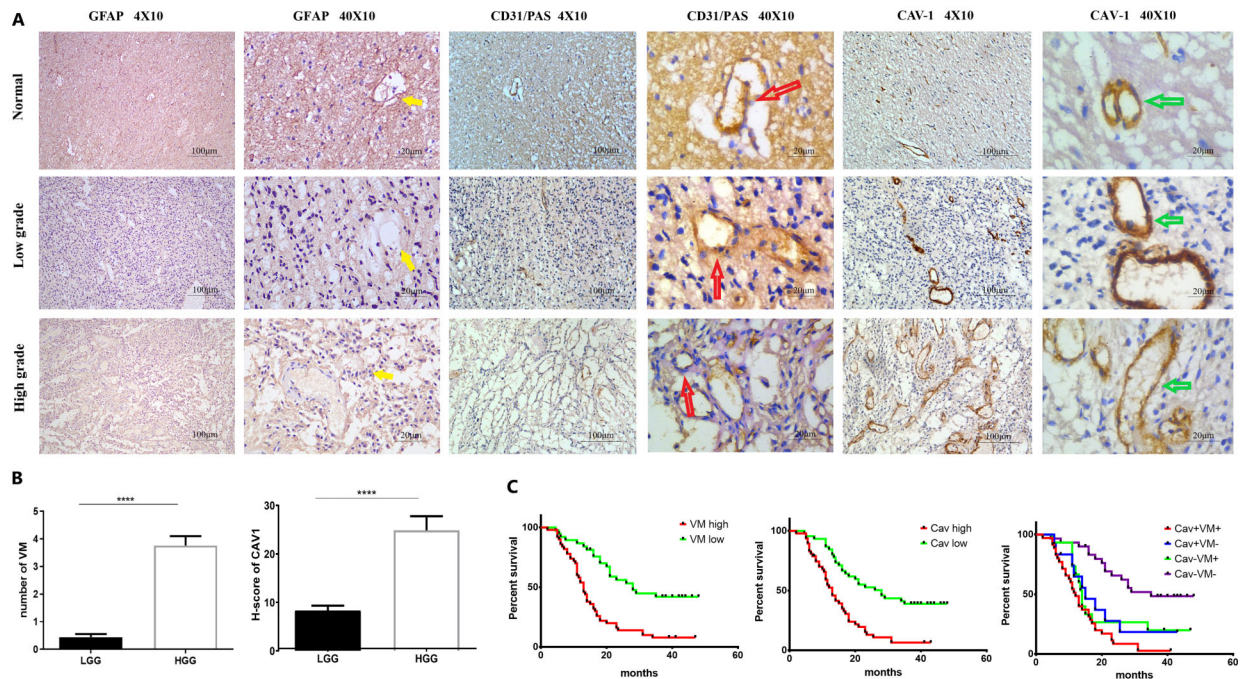 A
GFAP 4X10 GFAP 40X10 CD31/PAS 4X10 CD31/PAS 40X10 CAV-1 4X10 CAV-1 40X10
Normal
100μm 20μm 100μm 20μm 100μm 20μm
Low grade
100μm 20μm 100μm 20μm 100μm 20μm
High grade
100μm 20μm 100μm 20μm 100μm 20μm
B
number of VM
5
4
3
2
1
0
****
LGG HGG
H-score of CAV1
30
20
10
0
****
LGG HGG
C
Percent survival
100
50
0
0 20 40 60
months
VM high
VM low
Percent survival
100
50
0
0 20 40 60
months
Cav high
Cav low
Percent survival
100
50
0
0 20 40 60
months
Cav+VM+
Cav+VM-
Cav-VM+
Cav-VM-